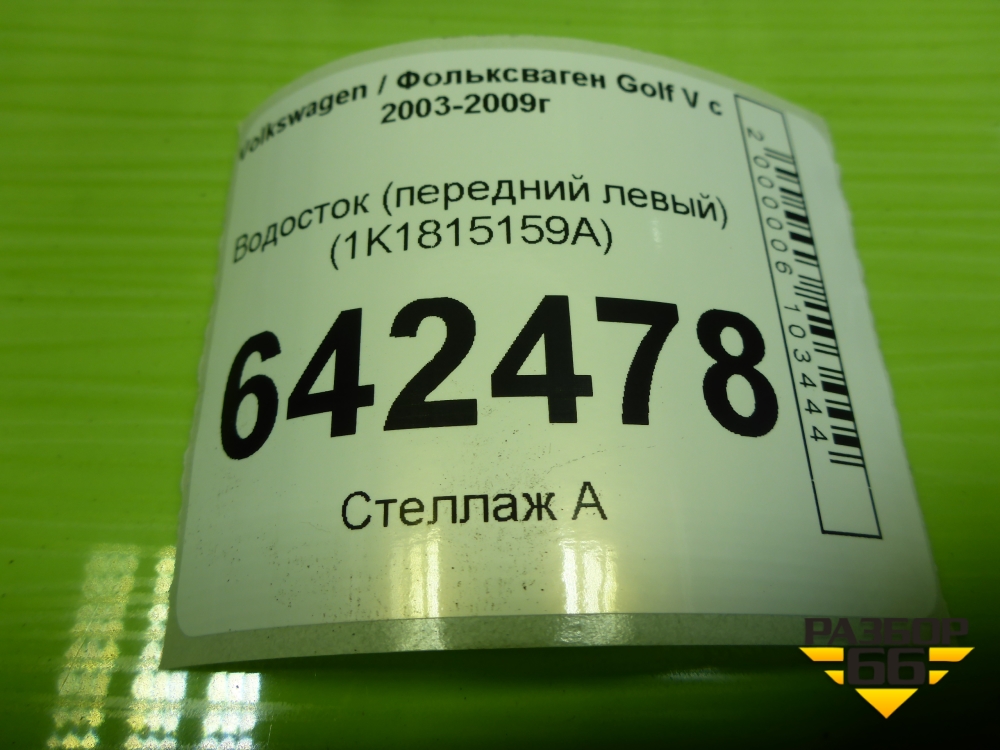 Volkswagen / Фольксваген Golf V с
2003-2009г
Водосток (передний левый)
(1K1815159A)
642478
Стеллаж А
2000006103444
РАЗБОР
66